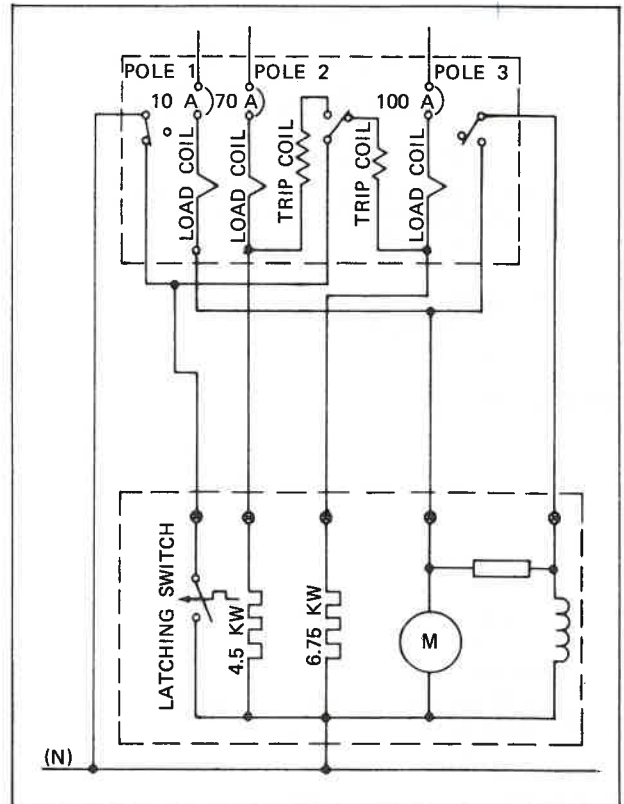 POLE 1
POLE 2
POLE 3
10 A
70 A
100 A
LOAD COIL
LOAD COIL
TRIP COIL
TRIP COIL
LOAD COIL
LATCHING SWITCH
4.5 KW
6.75 KW
M
(N)